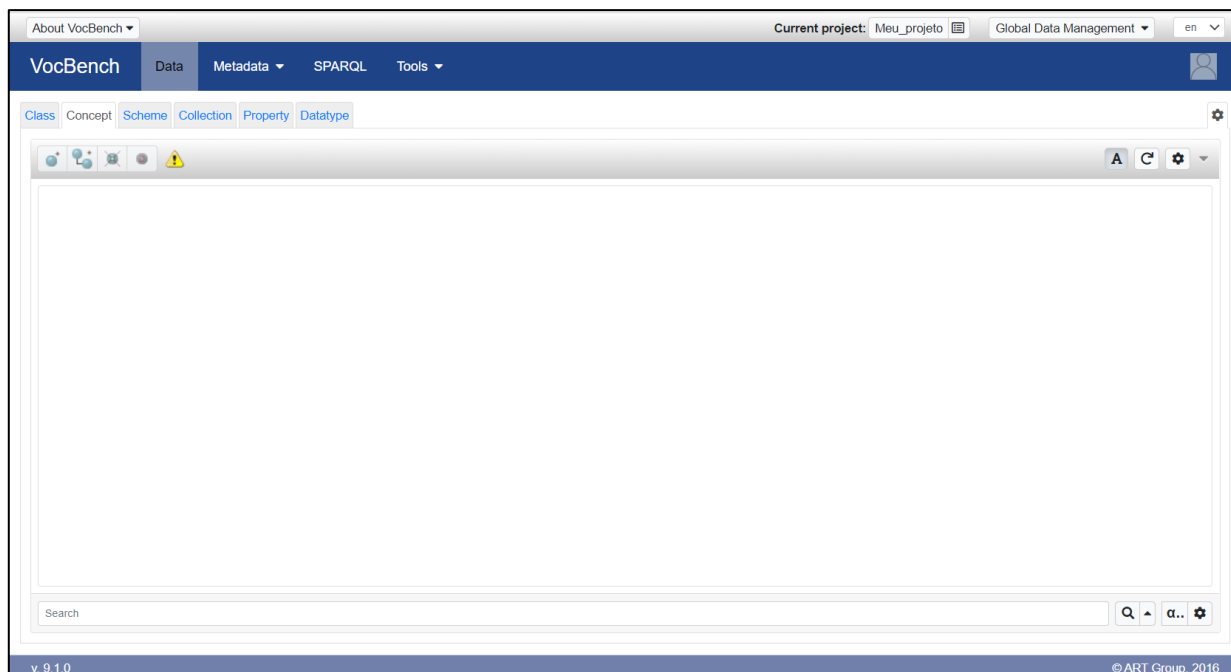 About VocBench Current project: Meu_projeto Global Data Management en
VocBench Data Metadata SPARQL Tools
Class Concept Scheme Collection Property Datatype
A
Search α..
v. 9.1.0 © ART Group, 2016